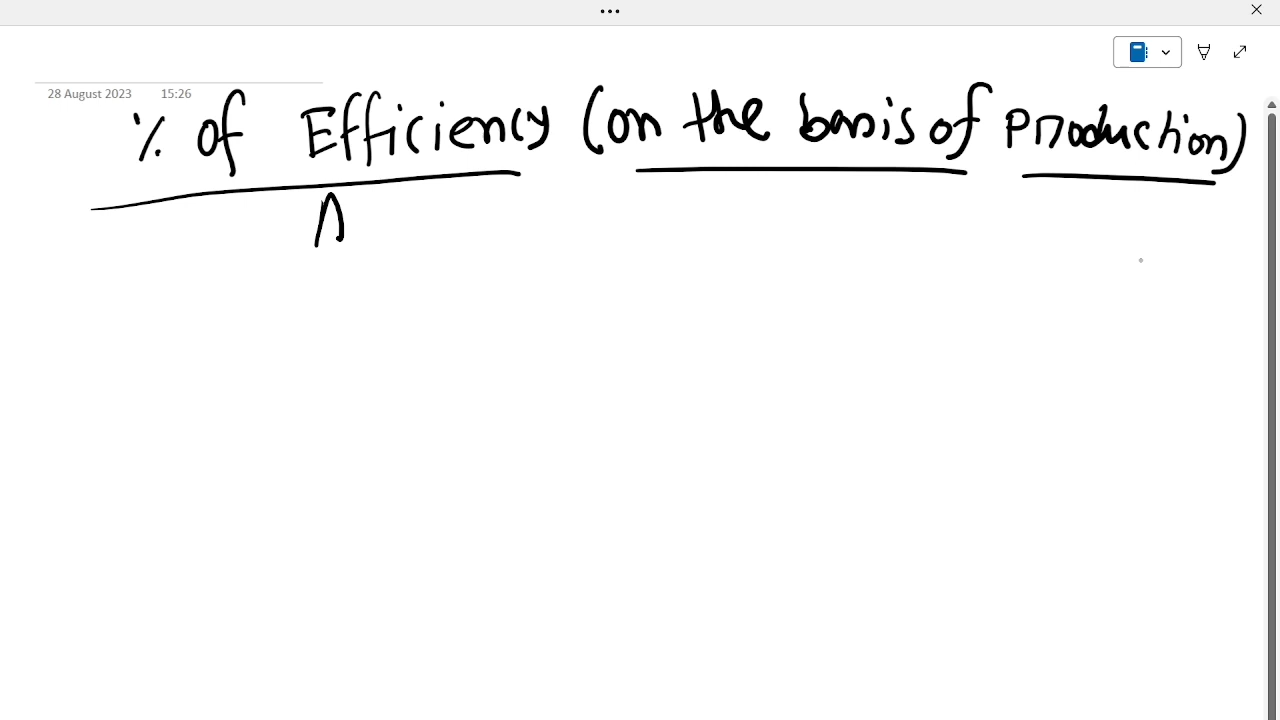 28 August 2023 15:26
% of Efficiency (on the basis of Production)